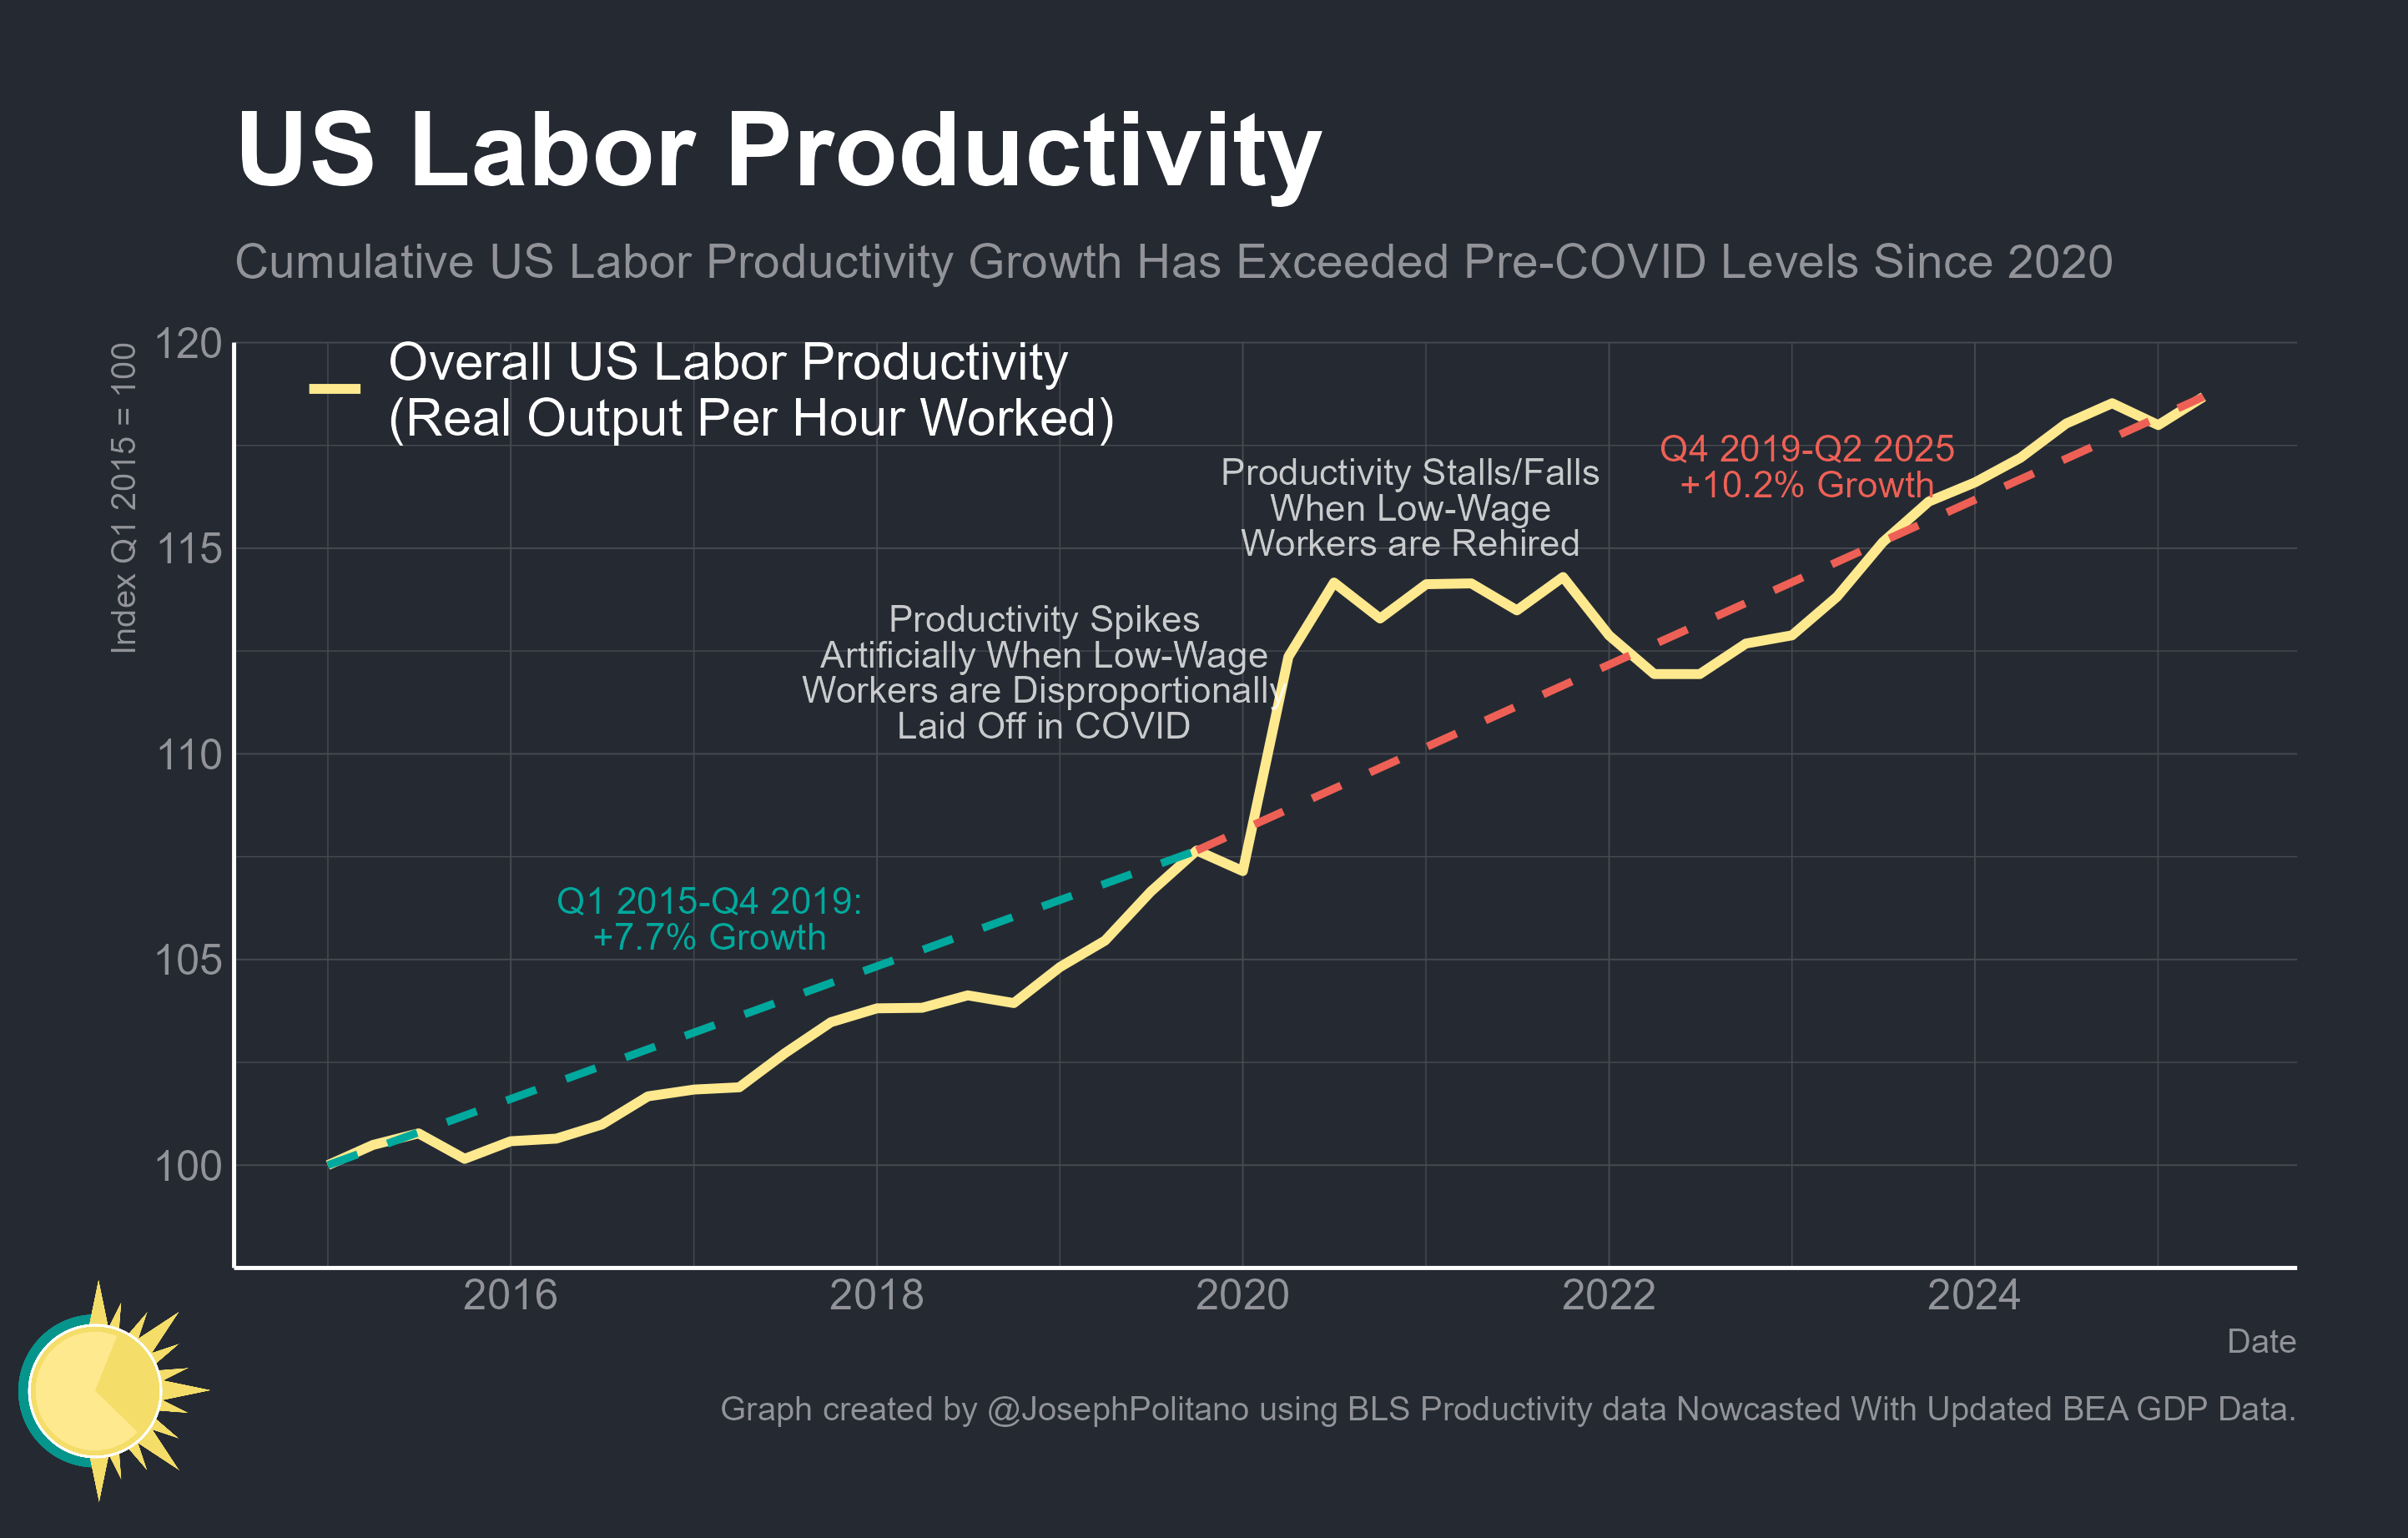 US Labor Productivity
Cumulative US Labor Productivity Growth Has Exceeded Pre-COVID Levels Since 2020
Index Q1 2015 = 100
120
115
110
105
100
Overall US Labor Productivity
(Real Output Per Hour Worked)
Q4 2019-Q2 2025
+10.2% Growth
Productivity Stalls/Falls
When Low-Wage
Workers are Rehired
Productivity Spikes
Artificially When Low-Wage
Workers are Disproportionally
Laid Off in COVID
Q1 2015-Q4 2019:
+7.7% Growth
2016 2018 2020 2022 2024
Date
Graph created by @JosephPolitano using BLS Productivity data Nowcasted With Updated BEA GDP Data.